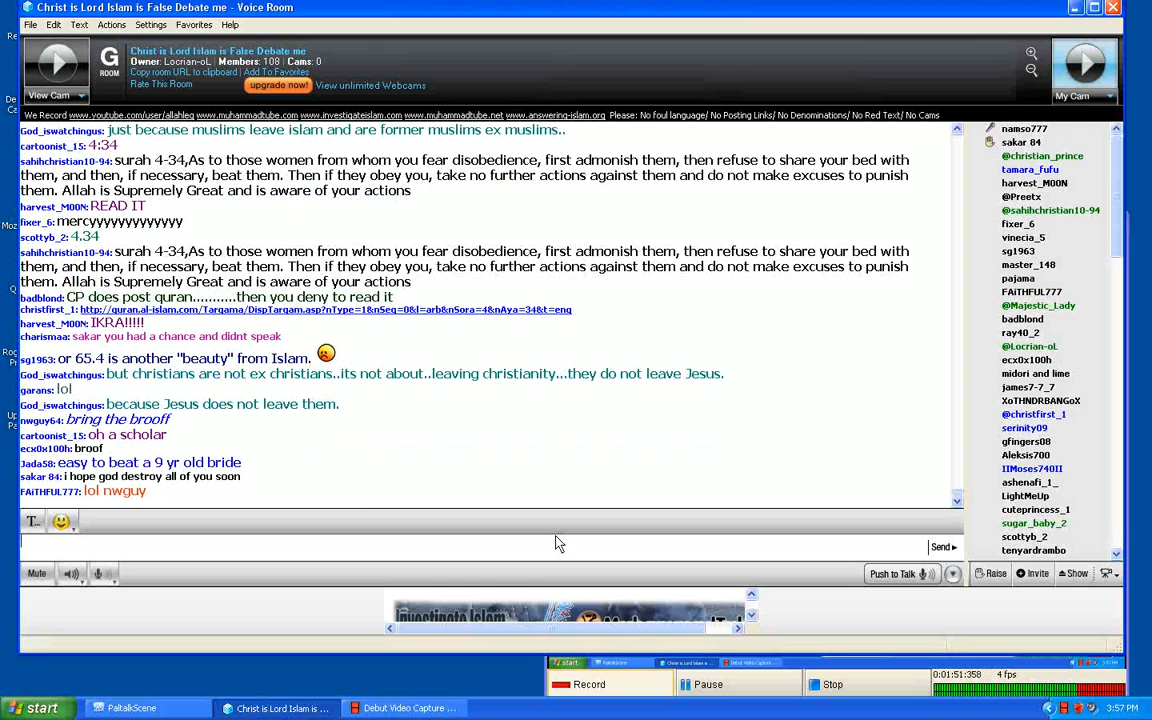 Christ is Lord Islam is False Debate me - Voice Room
File Edit Text Actions Settings Favorites Help
View Cam
G
ROOM
Christ is Lord Islam is False Debate me
Owner: Locrian-oL | Members: 108 | Cams: 0
Copy room URL to clipboard | Add To Favorites
Rate This Room
upgrade now!
View unlimited Webcams
My Cam
We Record www.youtube.com/user/allahleg www.muhammadtube.com www.investigateislam.com www.muhammadtube.net www.answering-islam.org Please: No foul language/ No Posting Links/ No Denominations/ No Red Text/ No Cams
God_iswatchingus: just because muslims leave islam and are former muslims ex muslims..
cartoonist_15: 4:34
sahihchristian10-94: surah 4-34,As to those women from whom you fear disobedience, first admonish them, then refuse to share your bed with
them, and then, if necessary, beat them. Then if they obey you, take no further actions against them and do not make excuses to punish
them. Allah is Supremely Great and is aware of your actions
harvest_M00N: READ IT
fixer_6: mercyyyyyyyyyyyyy
scottyb_2: 4.34
sahihchristian10-94: surah 4-34,As to those women from whom you fear disobedience, first admonish them, then refuse to share your bed with
them, and then, if necessary, beat them. Then if they obey you, take no further actions against them and do not make excuses to punish
them. Allah is Supremely Great and is aware of your actions
badblond: CP does post quran...........then you deny to read it
christfirst_1: http://quran.al-islam.com/Targama/DispTargam.asp?nType=1&nSeg=0&l=arb&nSora=4&nAya=34&t=eng
harvest_M00N: IKRA!!!!!
charismaa: sakar you had a chance and didnt speak
sg1963: or 65.4 is another "beauty" from Islam.
God_iswatchingus: but christians are not ex christians..its not about..leaving christianity...they do not leave Jesus.
garans: lol
God_iswatchingus: because Jesus does not leave them.
nwguy64: bring the brooff
cartoonist_15: oh a scholar
ecx0x100h: broof
Jada58: easy to beat a 9 yr old bride
sakar 84: i hope god destroy all of you soon
FAiTHFUL777: lol nwguy
namso777
sakar 84
@christian_prince
tamara_fufu
harvest_M00N
@Preetx
@sahihchristian10-94
fixer_6
vinecia_5
sg1963
master_148
pajama
FAiTHFUL777
@Majestic_Lady
badblond
ray40_2
@Locrian-oL
ecx0x100h
midori and lime
james7-7_7
XoTHNDRBANGoX
@christfirst_1
serinity09
gfingers08
Aleksis700
IIMoses740II
ashenafi_1_
LightMeUp
cuteprincess_1
sugar_baby_2
scottyb_2
tenyardrambo
T...
Send
Mute
Push to Talk
Raise Invite Show
Investigate Islam
start PaltalkScene Christ is Lord Islam is ... Debut Video Capture ...
Record Pause Stop
0:01:51:358 4 fps
start PaltalkScene Christ is Lord Islam is ... Debut Video Capture ... 3:57 PM